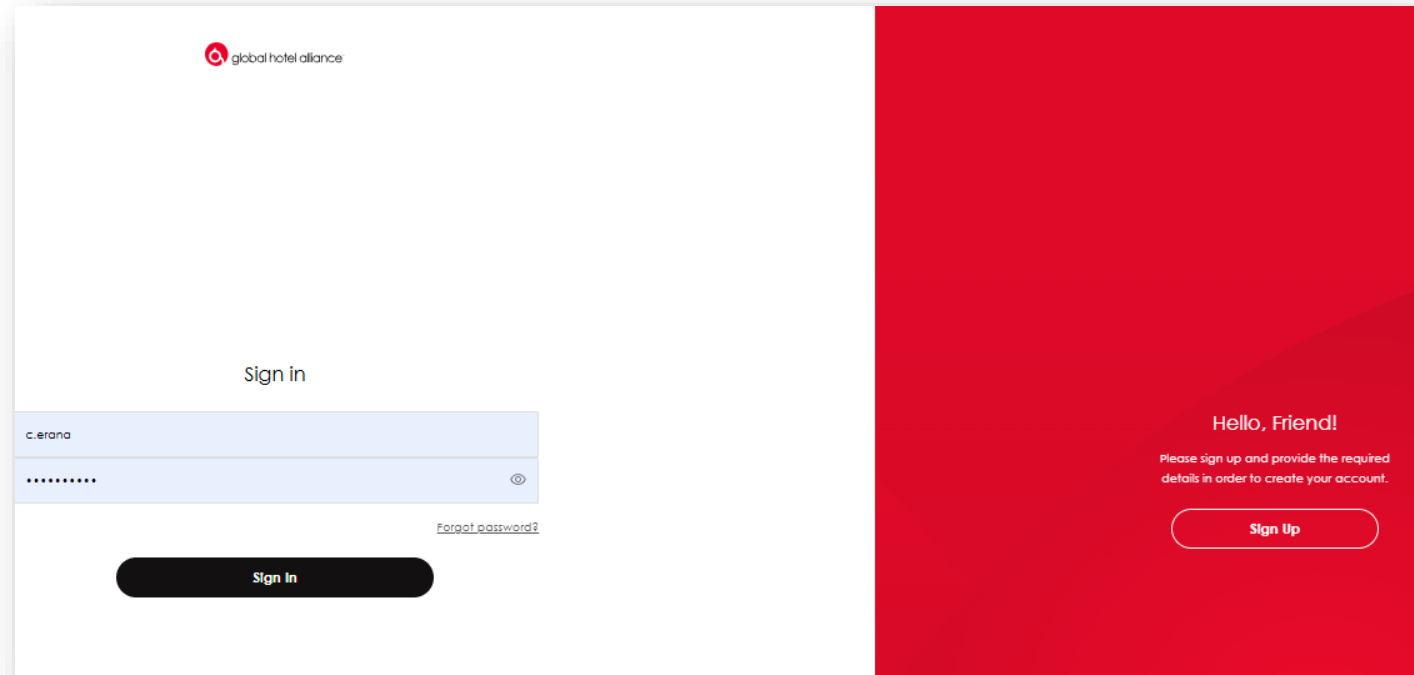 global hotel alliance
Sign in
c.erana
••••••••••
Forgot password?
Sign In
Hello, Friend!
Please sign up and provide the required
details in order to create your account.
Sign Up